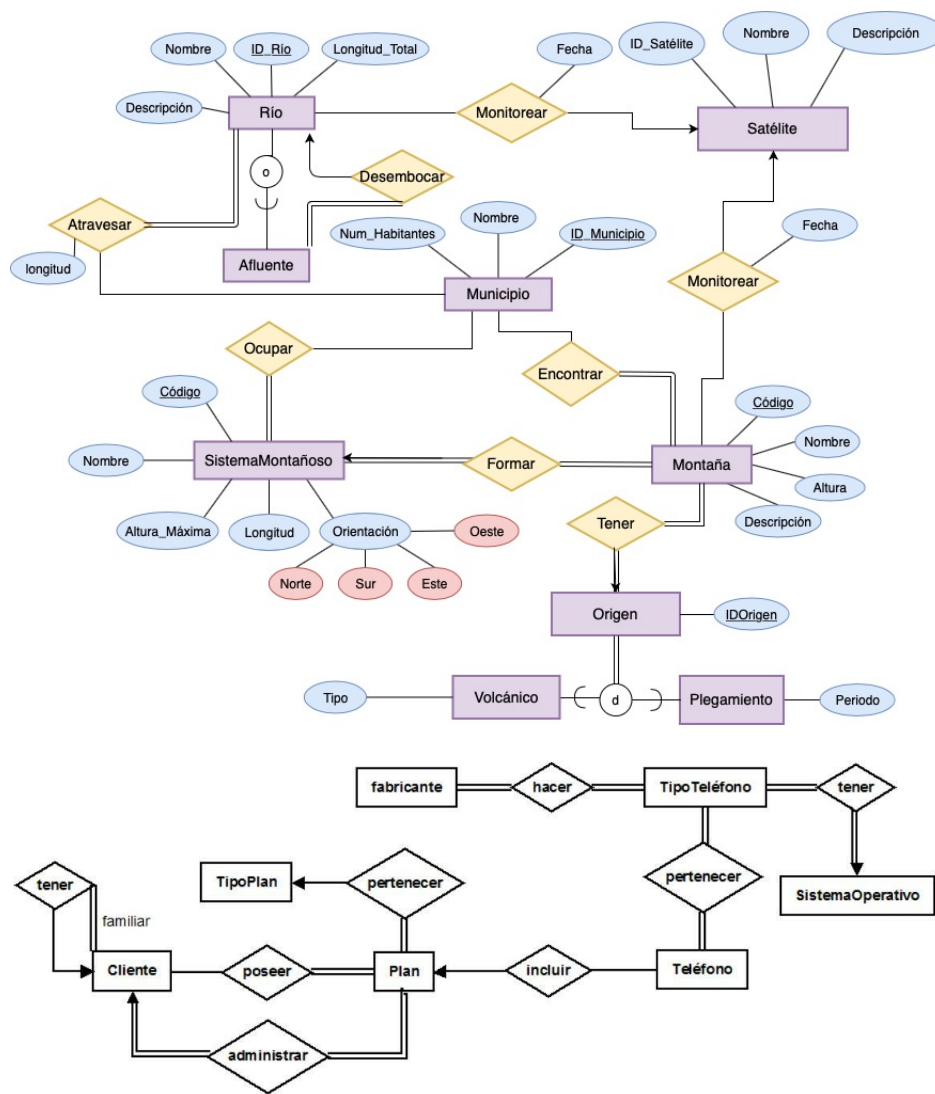 Nombre
ID_Río
Longitud_Total
Fecha
ID_Satélite
Nombre
Descripción
Descripción
Río
Monitorear
Satélite
o
Desembocar
Atravesar
Num_Habitantes
Nombre
ID_Municipio
Fecha
longitud
Afluente
Municipio
Monitorear
Ocupar
Encontrar
Código
Código
Nombre
SistemaMontañoso
Formar
Montaña
Nombre
Altura
Altura_Máxima
Longitud
Orientación
Oeste
Tener
Descripción
Norte
Sur
Este
Origen
IDOrigen
Tipo
Volcánico
d
Plegamiento
Periodo
fabricante
hacer
TipoTeléfono
tener
tener
TipoPlan
pertenecer
pertenecer
SistemaOperativo
familiar
Cliente
poseer
Plan
incluir
Teléfono
administrar